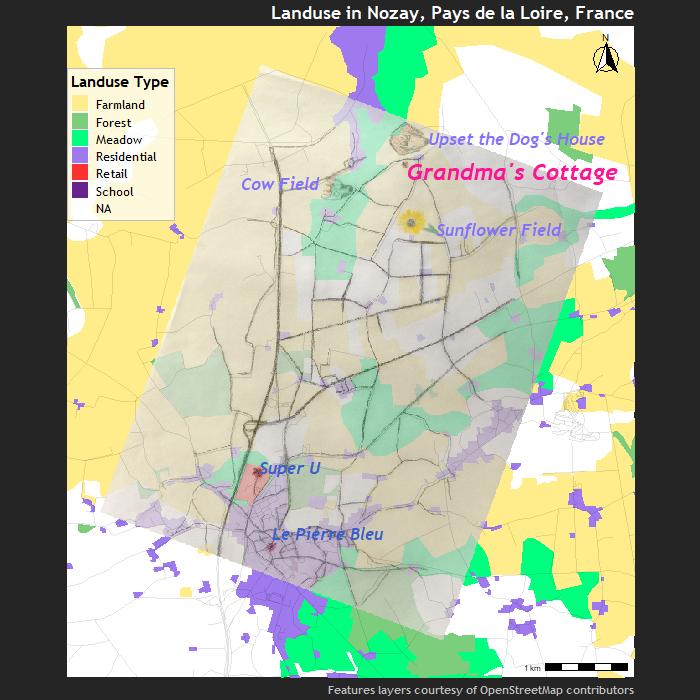 Landuse in Nozay, Pays de la Loire, France
N
Landuse Type
Farmland
Forest
Meadow
Residential
Retail
School
NA
Upset the Dog's House
Grandma's Cottage
Cow Field
Sunflower Field
Super U
Le Pierre Bleu
1 km
Features layers courtesy of OpenStreetMap contributors